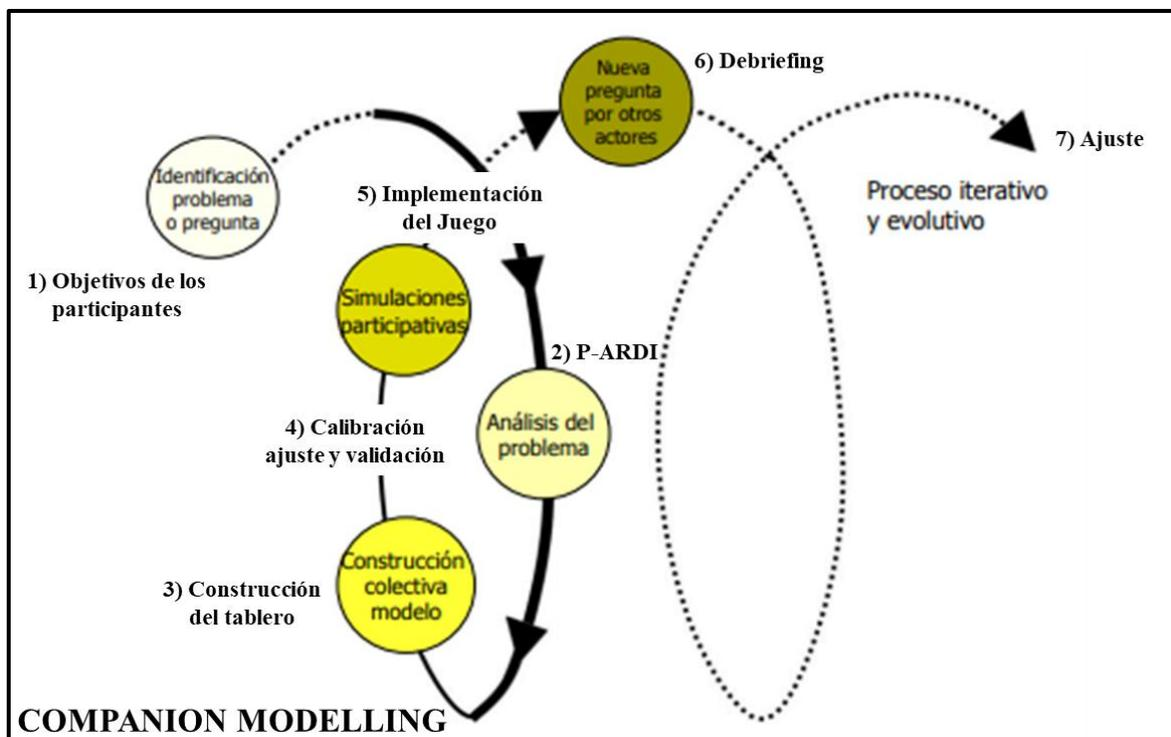 6) Debriefing
Nueva
pregunta
por otros
actores
7) Ajuste
Identificación
problema
o pregunta
5) Implementación
del Juego
Proceso iterativo
y evolutivo
1) Objetivos de los
participantes
Simulaciones
participativas
2) P-ARDI
Análisis del
problema
4) Calibración
ajuste y validación
Construcción
colectiva
modelo
3) Construcción
del tablero
COMPANION MODELLING